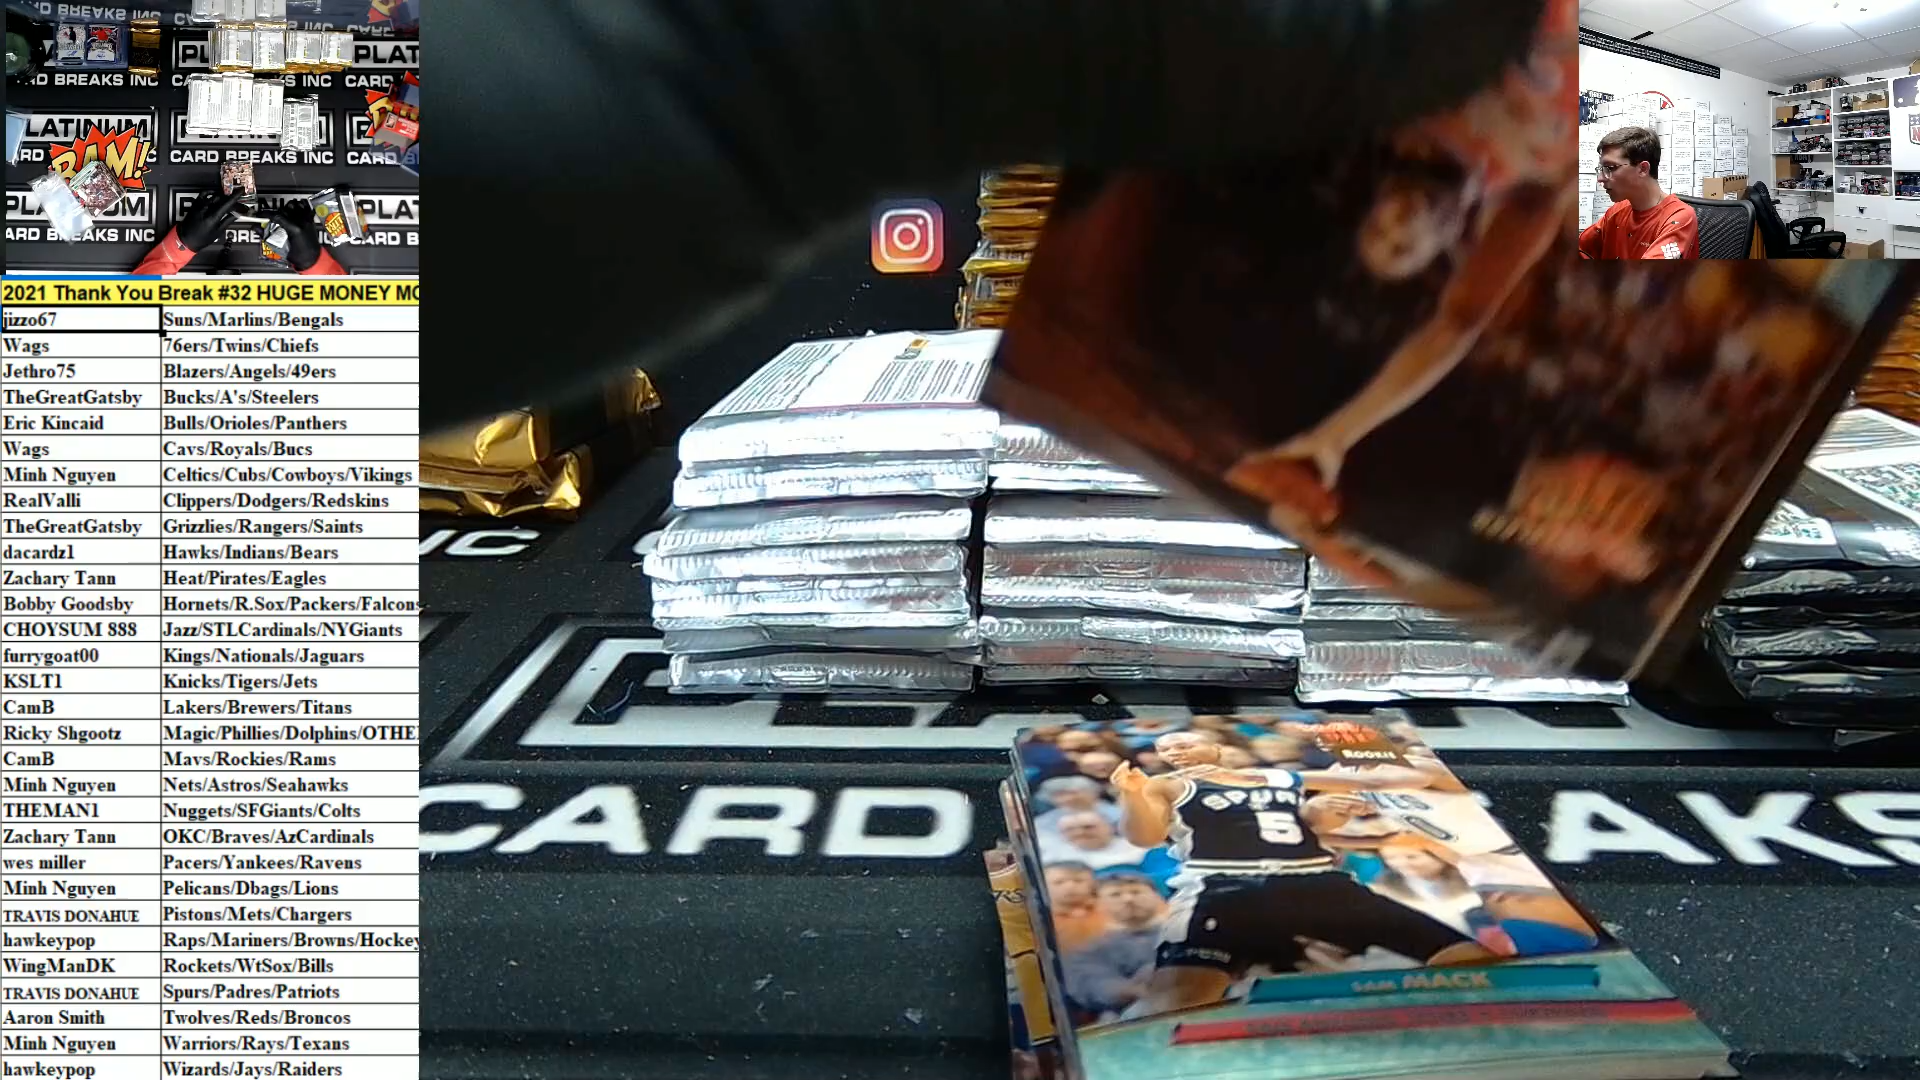 PLATINUM
CARD BREAKS INC
BAM!
2021 Thank You Break #32 HUGE MONEY MO
jizzo67 Suns/Marlins/Bengals
Wags 76ers/Twins/Chiefs
Jethro75 Blazers/Angels/49ers
TheGreatGatsby Bucks/A's/Steelers
Eric Kincaid Bulls/Orioles/Panthers
Wags Cavs/Royals/Bucs
Minh Nguyen Celtics/Cubs/Cowboys/Vikings
RealValli Clippers/Dodgers/Redskins
TheGreatGatsby Grizzlies/Rangers/Saints
dacardz1 Hawks/Indians/Bears
Zachary Tann Heat/Pirates/Eagles
Bobby Goodsby Hornets/R.Sox/Packers/Falcons
CHOYSUM 888 Jazz/STLCardinals/NYGiants
furrygoat00 Kings/Nationals/Jaguars
KSLT1 Knicks/Tigers/Jets
CamB Lakers/Brewers/Titans
Ricky Shgootz Magic/Phillies/Dolphins/OTHE
CamB Mavs/Rockies/Rams
Minh Nguyen Nets/Astros/Seahawks
THEMAN1 Nuggets/SFGiants/Colts
Zachary Tann OKC/Braves/AzCardinals
wes miller Pacers/Yankees/Ravens
Minh Nguyen Pelicans/Dbags/Lions
TRAVIS DONAHUE Pistons/Mets/Chargers
hawkeypop Raps/Mariners/Browns/Hockey
WingManDK Rockets/WtSox/Bills
TRAVIS DONAHUE Spurs/Padres/Patriots
Aaron Smith Twolves/Reds/Broncos
Minh Nguyen Warriors/Rays/Texans
hawkeypop Wizards/Jays/Raiders
CARD BREAKS
ROOKIE
SPURS
5
SAM MACK